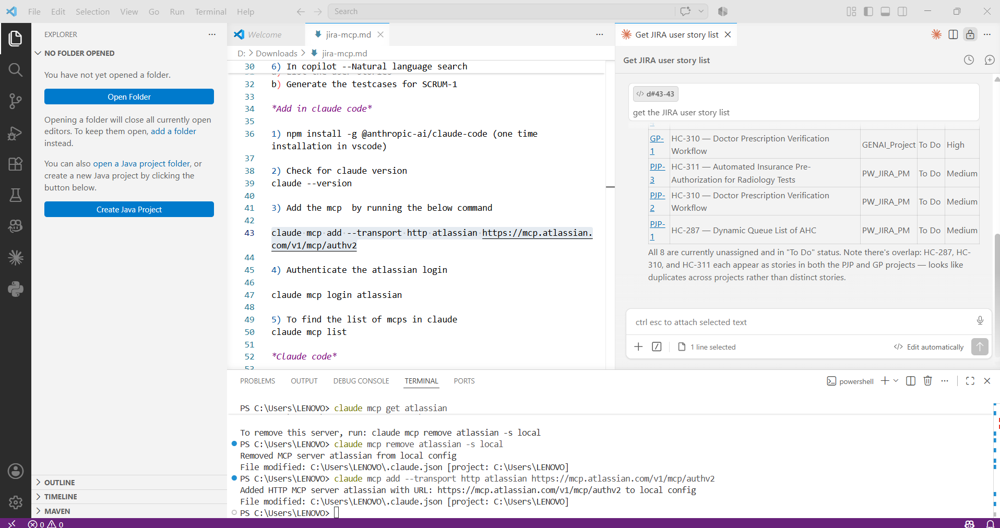 File Edit Selection View Go Run Terminal Help
Search
EXPLORER
NO FOLDER OPENED
You have not yet opened a folder.
Open Folder
Opening a folder will close all currently open
editors. To keep them open, add a folder
instead.
You can also open a Java project folder, or
create a new Java project by clicking the
button below.
Create Java Project
OUTLINE
TIMELINE
MAVEN
Welcome
jira-mcp.md
D: > Downloads > jira-mcp.md
30 6) In copilot --Natural language search
32 b) Generate the testcases for SCRUM-1
33
34 *Add in claude code*
35
36 1) npm install -g @anthropic-ai/claude-code (one time
installation in vscode)
37
38 2) Check for claude version
39 claude --version
40
41 3) Add the mcp  by running the below command
42
43 claude mcp add --transport http atlassian https://mcp.atlassian.
com/v1/mcp/authv2
44
45 4) Authenticate the atlassian login
46
47 claude mcp login atlassian
48
49 5) To find the list of mcps in claude
50 claude mcp list
51
52 *Claude code*
53
Get JIRA user story list
Get JIRA user story list
d#43-43
get the JIRA user story list
GP-1 HC-310 — Doctor Prescription Verification Workflow GENAI_Project To Do High
PJP-3 HC-311 — Automated Insurance Pre-Authorization for Radiology Tests PW_JIRA_PM To Do Medium
PJP-2 HC-310 — Doctor Prescription Verification Workflow PW_JIRA_PM To Do Medium
PJP-1 HC-287 — Dynamic Queue List of AHC PW_JIRA_PM To Do Medium
All 8 are currently unassigned and in "To Do" status. Note there's overlap: HC-287, HC-
310, and HC-311 each appear as stories in both the PJP and GP projects — looks like
duplicates across projects rather than distinct stories.
ctrl esc to attach selected text
1 line selected
Edit automatically
PROBLEMS OUTPUT DEBUG CONSOLE TERMINAL PORTS
powershell
PS C:\Users\LENOVO> claude mcp get atlassian
To remove this server, run: claude mcp remove atlassian -s local
PS C:\Users\LENOVO> claude mcp remove atlassian -s local
Removed MCP server atlassian from local config
File modified: C:\Users\LENOVO\.claude.json [project: C:\Users\LENOVO]
PS C:\Users\LENOVO> claude mcp add --transport http atlassian https://mcp.atlassian.com/v1/mcp/authv2
Added HTTP MCP server atlassian with URL: https://mcp.atlassian.com/v1/mcp/authv2 to local config
File modified: C:\Users\LENOVO\.claude.json [project: C:\Users\LENOVO]
PS C:\Users\LENOVO>
0 0